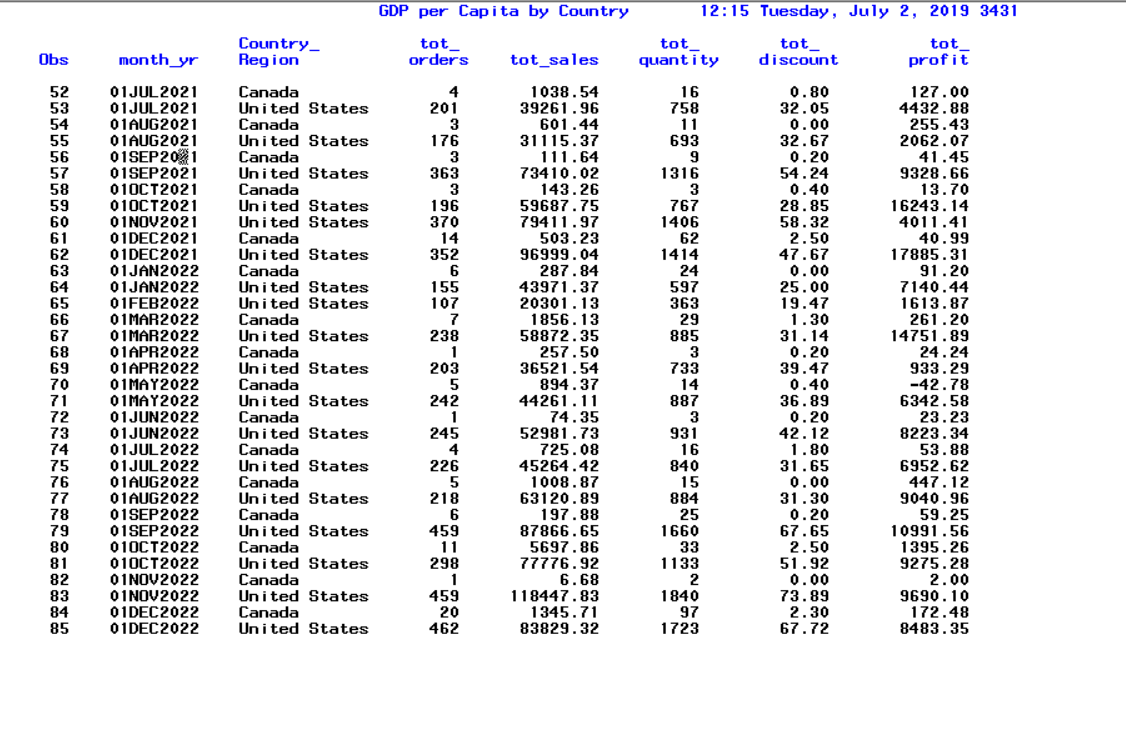 GDP per Capita by Country 12:15 Tuesday, July 2, 2019 3431
Country_ tot_ tot_ tot_ tot_
Obs month_yr Region orders tot_sales quantity discount profit
52 01JUL2021 Canada 4 1038.54 16 0.80 127.00
53 01JUL2021 United States 201 39261.96 758 32.05 4432.88
54 01AUG2021 Canada 3 601.44 11 0.00 255.43
55 01AUG2021 United States 176 31115.37 693 32.67 2062.07
56 01SEP2021 Canada 3 111.64 9 0.20 41.45
57 01SEP2021 United States 363 73410.02 1316 54.24 9328.66
58 01OCT2021 Canada 3 143.26 3 0.40 13.70
59 01OCT2021 United States 196 59687.75 767 28.85 16243.14
60 01NOV2021 United States 370 79411.97 1406 58.32 4011.41
61 01DEC2021 Canada 14 503.23 62 2.50 40.99
62 01DEC2021 United States 352 96999.04 1414 47.67 17885.31
63 01JAN2022 Canada 6 287.84 24 0.00 91.20
64 01JAN2022 United States 155 43971.37 597 25.00 7140.44
65 01FEB2022 United States 107 20301.13 363 19.47 1613.87
66 01MAR2022 Canada 7 1856.13 29 1.30 261.20
67 01MAR2022 United States 238 58872.35 885 31.14 14751.89
68 01APR2022 Canada 1 257.50 3 0.20 24.24
69 01APR2022 United States 203 36521.54 733 39.47 933.29
70 01MAY2022 Canada 5 894.37 14 0.40 -42.78
71 01MAY2022 United States 242 44261.11 887 36.89 6342.58
72 01JUN2022 Canada 1 74.35 3 0.20 23.23
73 01JUN2022 United States 245 52981.73 931 42.12 8223.34
74 01JUL2022 Canada 4 725.08 16 1.80 53.88
75 01JUL2022 United States 226 45264.42 840 31.65 6952.62
76 01AUG2022 Canada 5 1008.87 15 0.00 447.12
77 01AUG2022 United States 218 63120.89 884 31.30 9040.96
78 01SEP2022 Canada 6 197.88 25 0.20 59.25
79 01SEP2022 United States 459 87866.65 1660 67.65 10991.56
80 01OCT2022 Canada 11 5697.86 33 2.50 1395.26
81 01OCT2022 United States 298 77776.92 1133 51.92 9275.28
82 01NOV2022 Canada 1 6.68 2 0.00 2.00
83 01NOV2022 United States 459 118447.83 1840 73.89 9690.10
84 01DEC2022 Canada 20 1345.71 97 2.30 172.48
85 01DEC2022 United States 462 83829.32 1723 67.72 8483.35